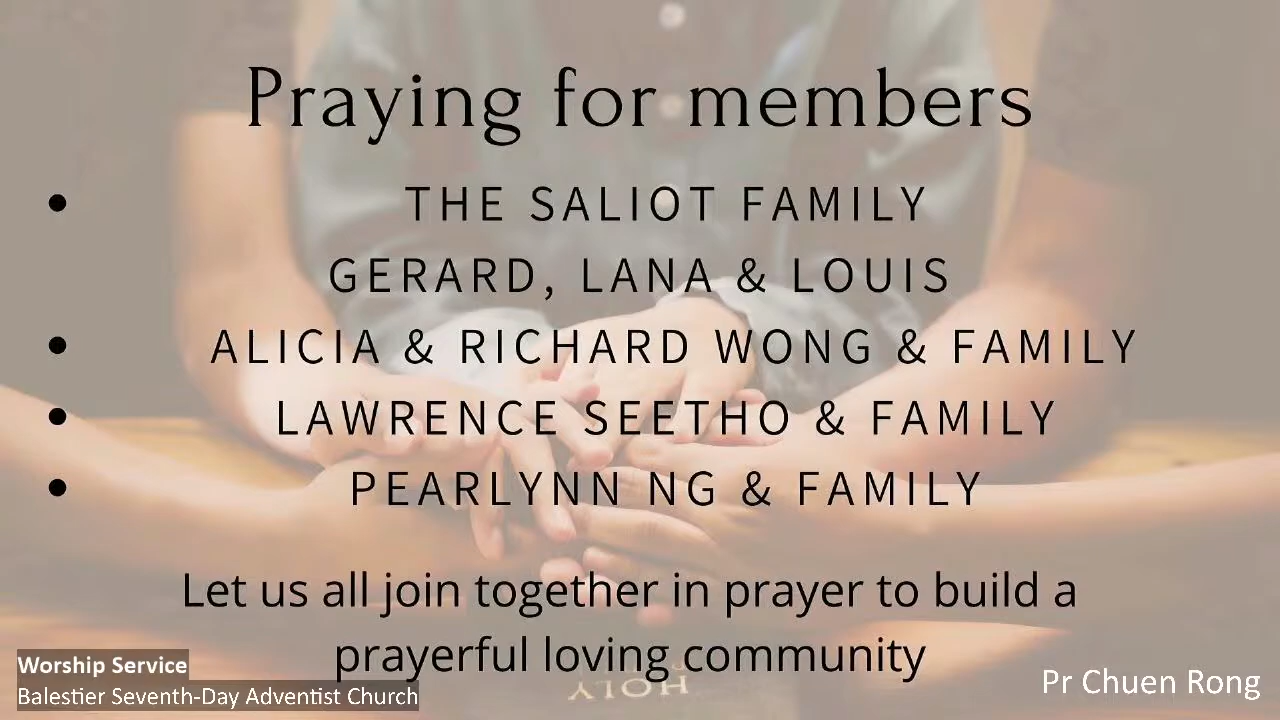 Praying for members
• THE SALIOT FAMILY
GERARD, LANA & LOUIS
• ALICIA & RICHARD WONG & FAMILY
• LAWRENCE SEETHO & FAMILY
• PEARLYNN NG & FAMILY
Let us all join together in prayer to build a
prayerful loving community
HOLY
Worship Service
Balestier Seventh-Day Adventist Church
Pr Chuen Rong